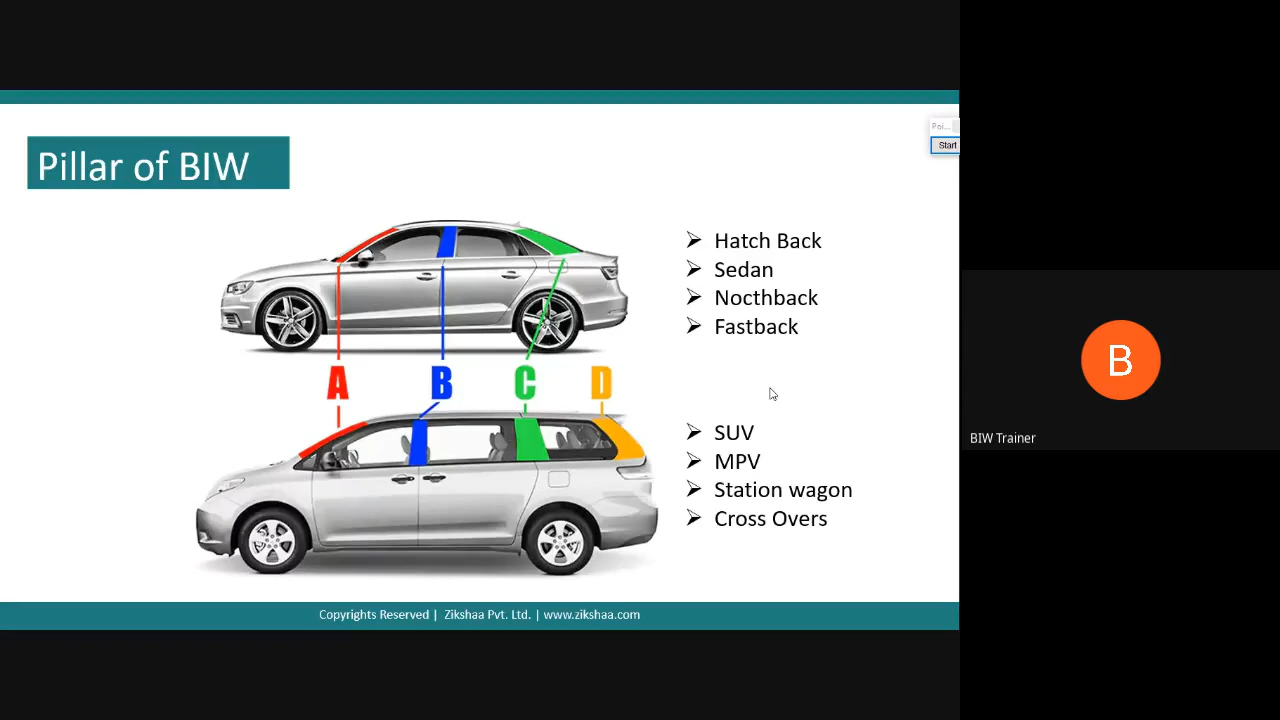 Poi...
Start
Pillar of BIW
Hatch Back
Sedan
Nocthback
Fastback
A B C D
SUV
MPV
Station wagon
Cross Overs
B
BIW Trainer
Copyrights Reserved | Zikshaa Pvt. Ltd. | www.zikshaa.com